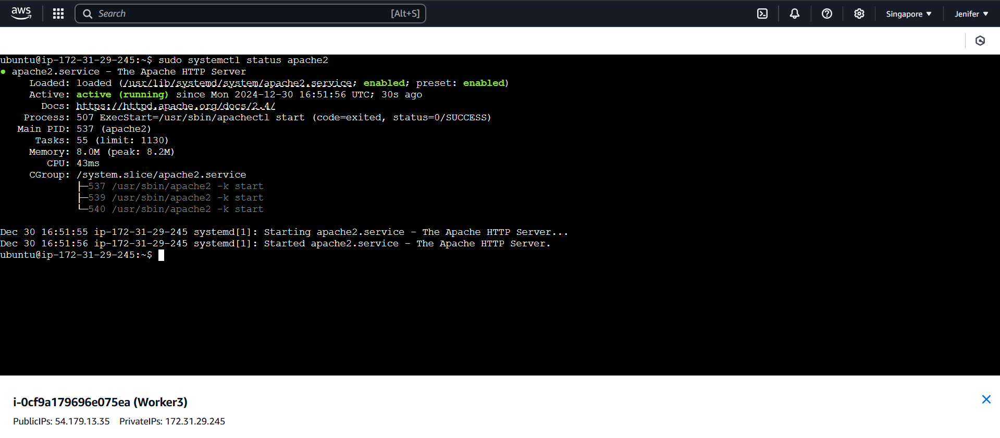 aws
Search [Alt+S]
Singapore
Jenifer
ubuntu@ip-172-31-29-245:~$ sudo systemctl status apache2
● apache2.service - The Apache HTTP Server
Loaded: loaded (/usr/lib/systemd/system/apache2.service; enabled; preset: enabled)
Active: active (running) since Mon 2024-12-30 16:51:56 UTC; 30s ago
Docs: https://httpd.apache.org/docs/2.4/
Process: 507 ExecStart=/usr/sbin/apachectl start (code=exited, status=0/SUCCESS)
Main PID: 537 (apache2)
Tasks: 55 (limit: 1130)
Memory: 8.0M (peak: 8.2M)
CPU: 43ms
CGroup: /system.slice/apache2.service
├─537 /usr/sbin/apache2 -k start
├─539 /usr/sbin/apache2 -k start
└─540 /usr/sbin/apache2 -k start
Dec 30 16:51:55 ip-172-31-29-245 systemd[1]: Starting apache2.service - The Apache HTTP Server...
Dec 30 16:51:56 ip-172-31-29-245 systemd[1]: Started apache2.service - The Apache HTTP Server.
ubuntu@ip-172-31-29-245:~$
i-0cf9a179696e075ea (Worker3)
PublicIPs: 54.179.13.35 PrivateIPs: 172.31.29.245